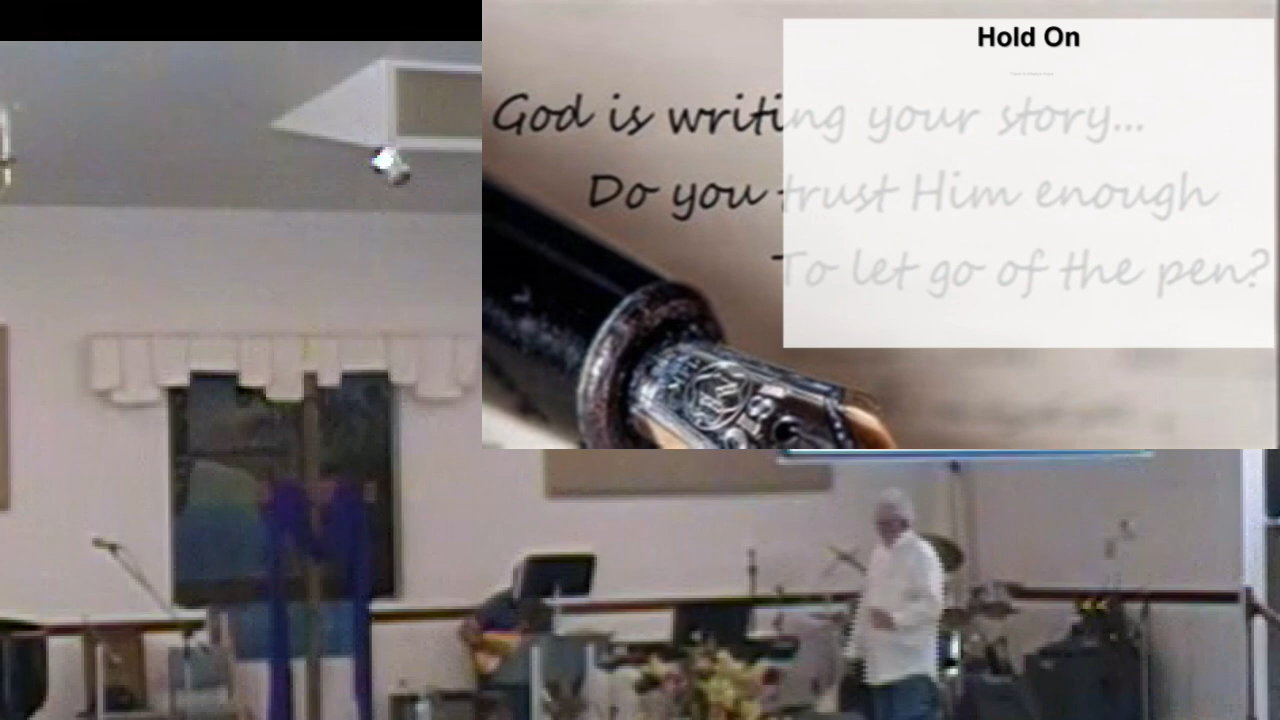 Hold On
God is writing your story...
Do you trust Him enough
To let go of the pen?